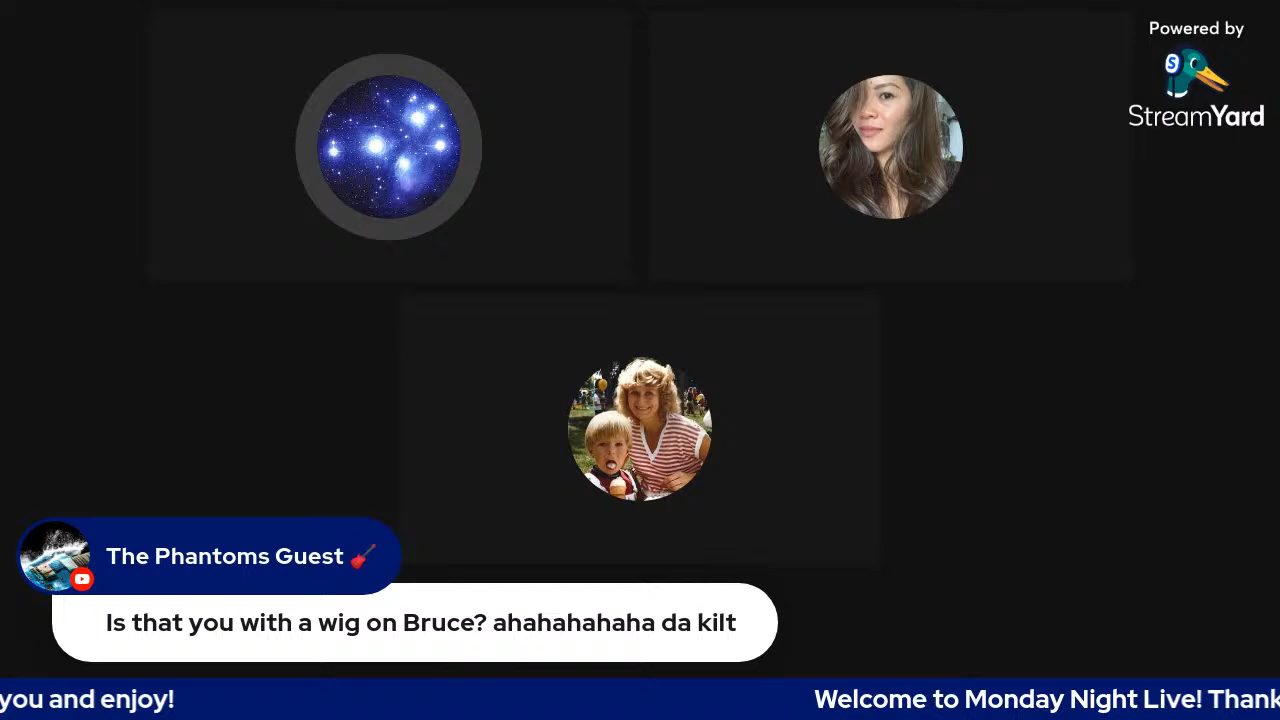 Powered by
StreamYard
The Phantoms Guest 🎸
Is that you with a wig on Bruce? ahahahahaha da kilt
you and enjoy! Welcome to Monday Night Live! Thank